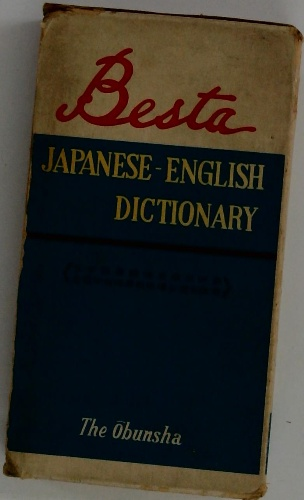 Besta
JAPANESE-ENGLISH
DICTIONARY
The Ōbunsha